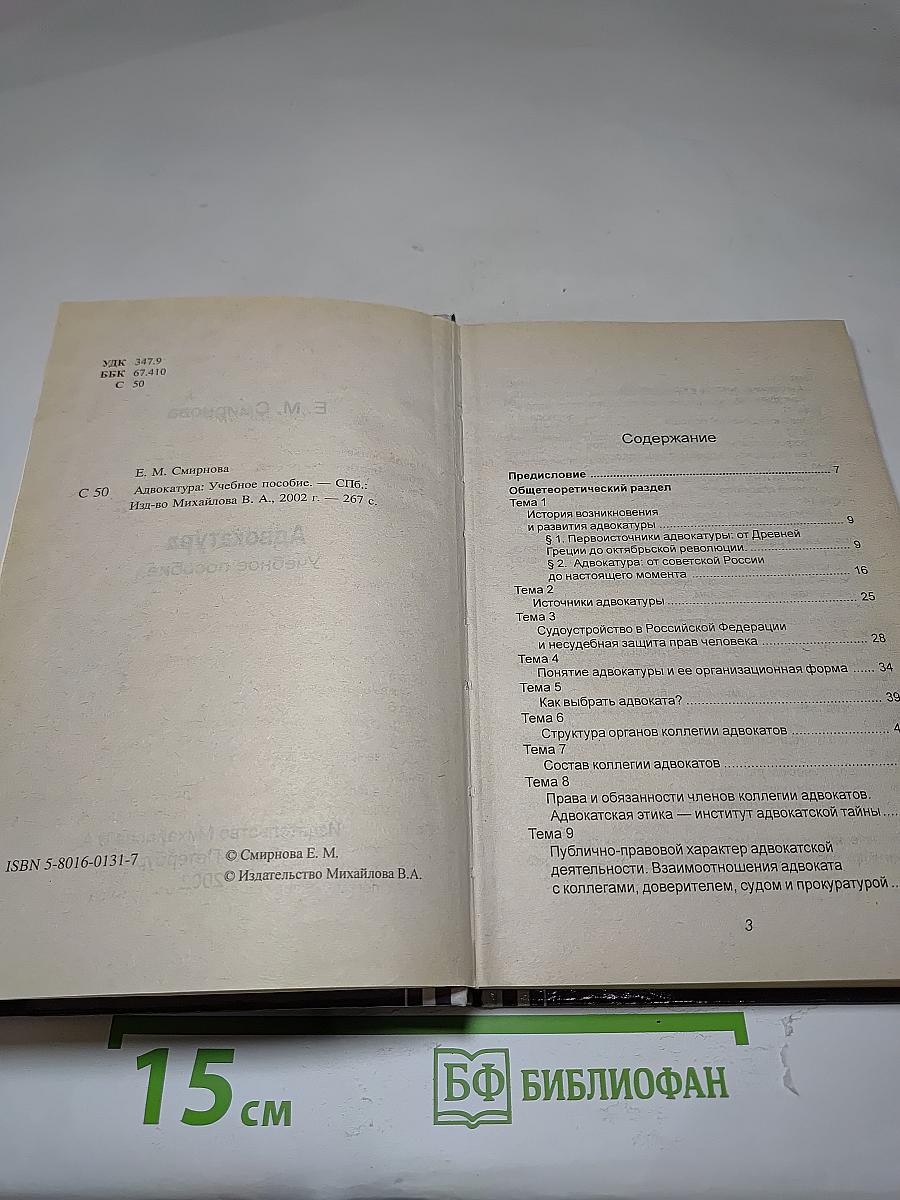 УДК 347.9
ББК 67.410
С 50
Е. М. Смирнова
С 50
Адвокатура: Учебное пособие. — СПб.:
Изд-во Михайлова В. А., 2002 г. — 267 с.
ISBN 5-8016-0131-7
© Смирнова Е. М.
© Издательство Михайлова В.А.
Содержание
Предисловие ........ 7
Общетеоретический раздел
Тема 1
История возникновения
и развития адвокатуры ........ 9
§ 1. Первоисточники адвокатуры: от Древней
Греции до октябрьской революции. ........ 9
§ 2. Адвокатура: от советской России
до настоящего момента ........ 16
Тема 2
Источники адвокатуры ........ 25
Тема 3
Судоустройство в Российской Федерации
и несудебная защита прав человека ........ 28
Тема 4
Понятие адвокатуры и ее организационная форма ...... 34
Тема 5
Как выбрать адвоката? ........ 39
Тема 6
Структура органов коллегии адвокатов ........ 4
Тема 7
Состав коллегии адвокатов ........
Тема 8
Права и обязанности членов коллегии адвокатов.
Адвокатская этика — институт адвокатской тайны ....
Тема 9
Публично-правовой характер адвокатской
деятельности. Взаимоотношения адвоката
с коллегами, доверителем, судом и прокуратурой ..
3
15 см
БФ БИБЛИОФАН